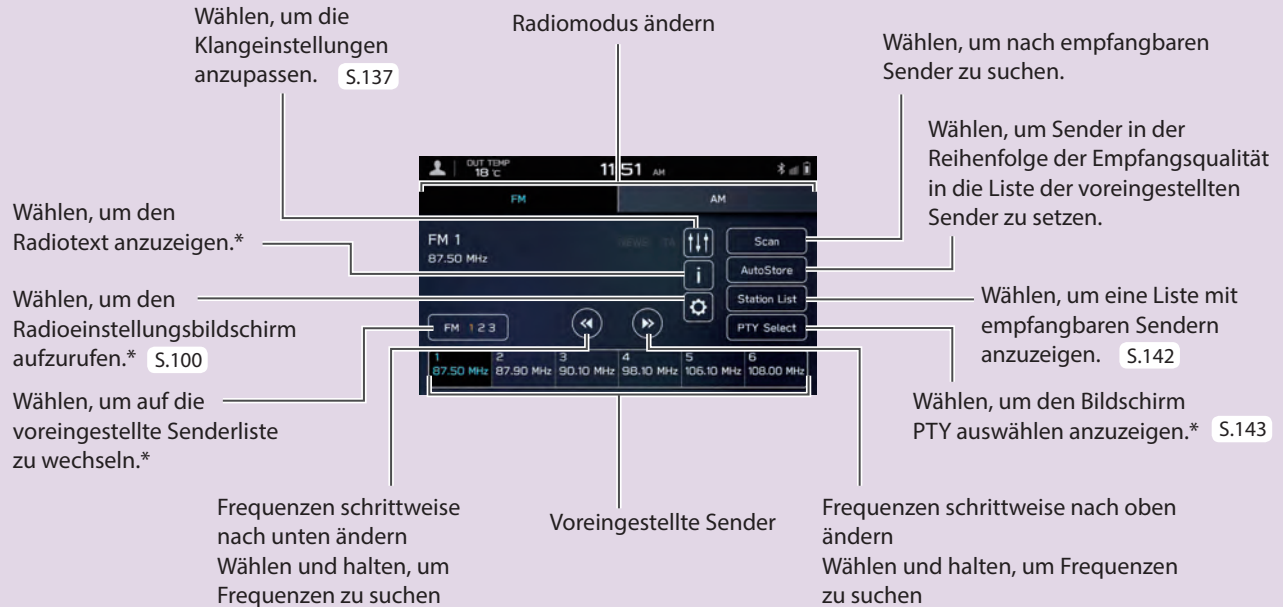 Wählen, um die
Klangeinstellungen
anzupassen. S.137
Radiomodus ändern
Wählen, um nach empfangbaren
Sender zu suchen.
Wählen, um Sender in der
Reihenfolge der Empfangsqualität
in die Liste der voreingestellten
Sender zu setzen.
Wählen, um den
Radiotext anzuzeigen.*
Wählen, um den
Radioeinstellungsbildschirm
aufzurufen.* S.100
Wählen, um auf die
voreingestellte Senderliste
zu wechseln.*
OUT TEMP
18 °C
11 51 AM
FM AM
FM 1
87.50 MHz
NEWS TA
i
Scan
AutoStore
Station List
PTY Select
FM 1 2 3
1 2 3 4 5 6
87.50 MHz 87.90 MHz 90.10 MHz 98.10 MHz 106.10 MHz 108.00 MHz
Wählen, um eine Liste mit
empfangbaren Sendern
anzuzeigen. S.142
Wählen, um den Bildschirm
PTY auswählen anzuzeigen.* S.143
Frequenzen schrittweise
nach unten ändern
Wählen und halten, um
Frequenzen zu suchen
Voreingestellte Sender
Frequenzen schrittweise nach oben
ändern
Wählen und halten, um Frequenzen
zu suchen